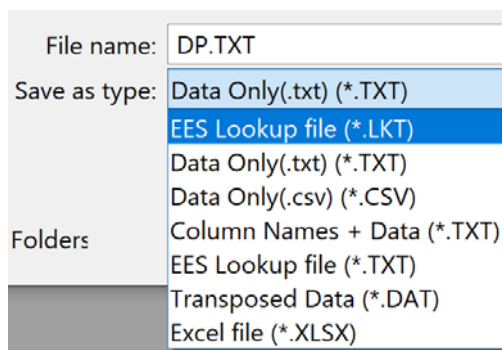 File name: DP.TXT
Save as type: Data Only(.txt) (*.TXT)
EES Lookup file (*.LKT)
Data Only(.txt) (*.TXT)
Data Only(.csv) (*.CSV)
Column Names + Data (*.TXT)
Folders
EES Lookup file (*.TXT)
Transposed Data (*.DAT)
Excel file (*.XLSX)